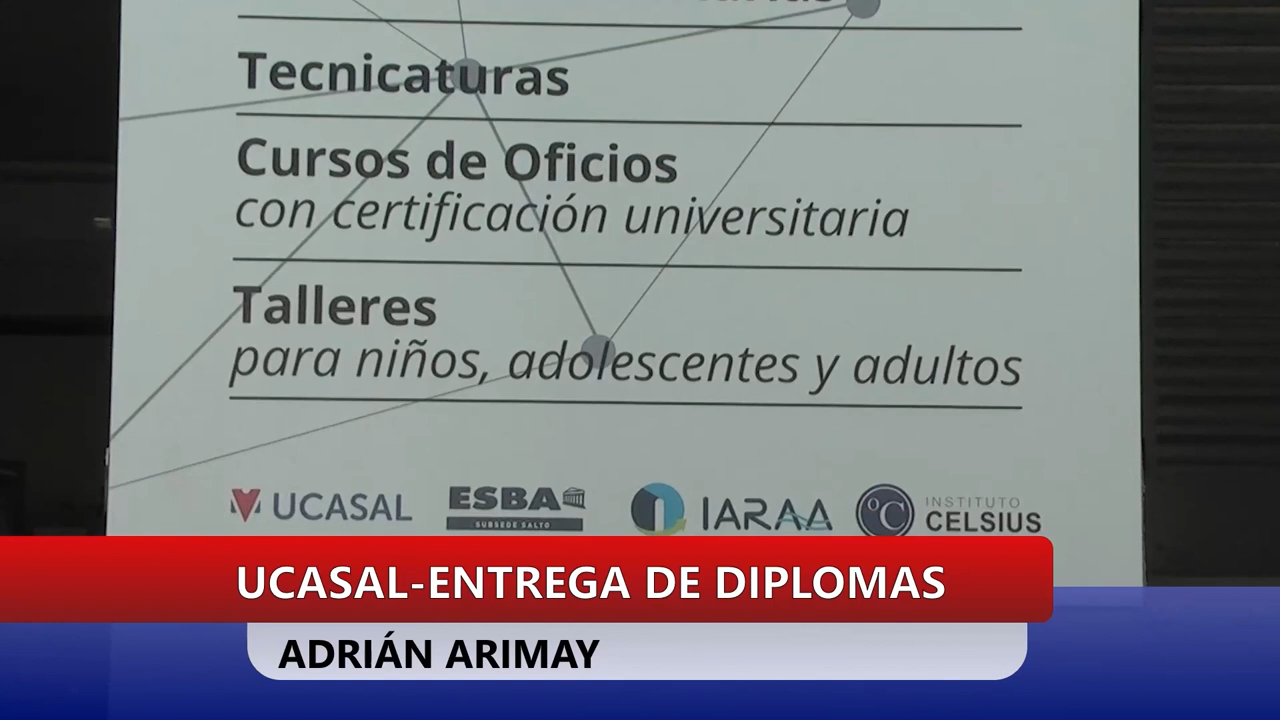 Tecnicaturas
Cursos de Oficios
con certificación universitaria
Talleres
para niños, adolescentes y adultos
UCASAL
ESBA
SUBSEDE SALTO
IARAA
°C
INSTITUTO
CELSIUS
UCASAL-ENTREGA DE DIPLOMAS
ADRIÁN ARIMAY